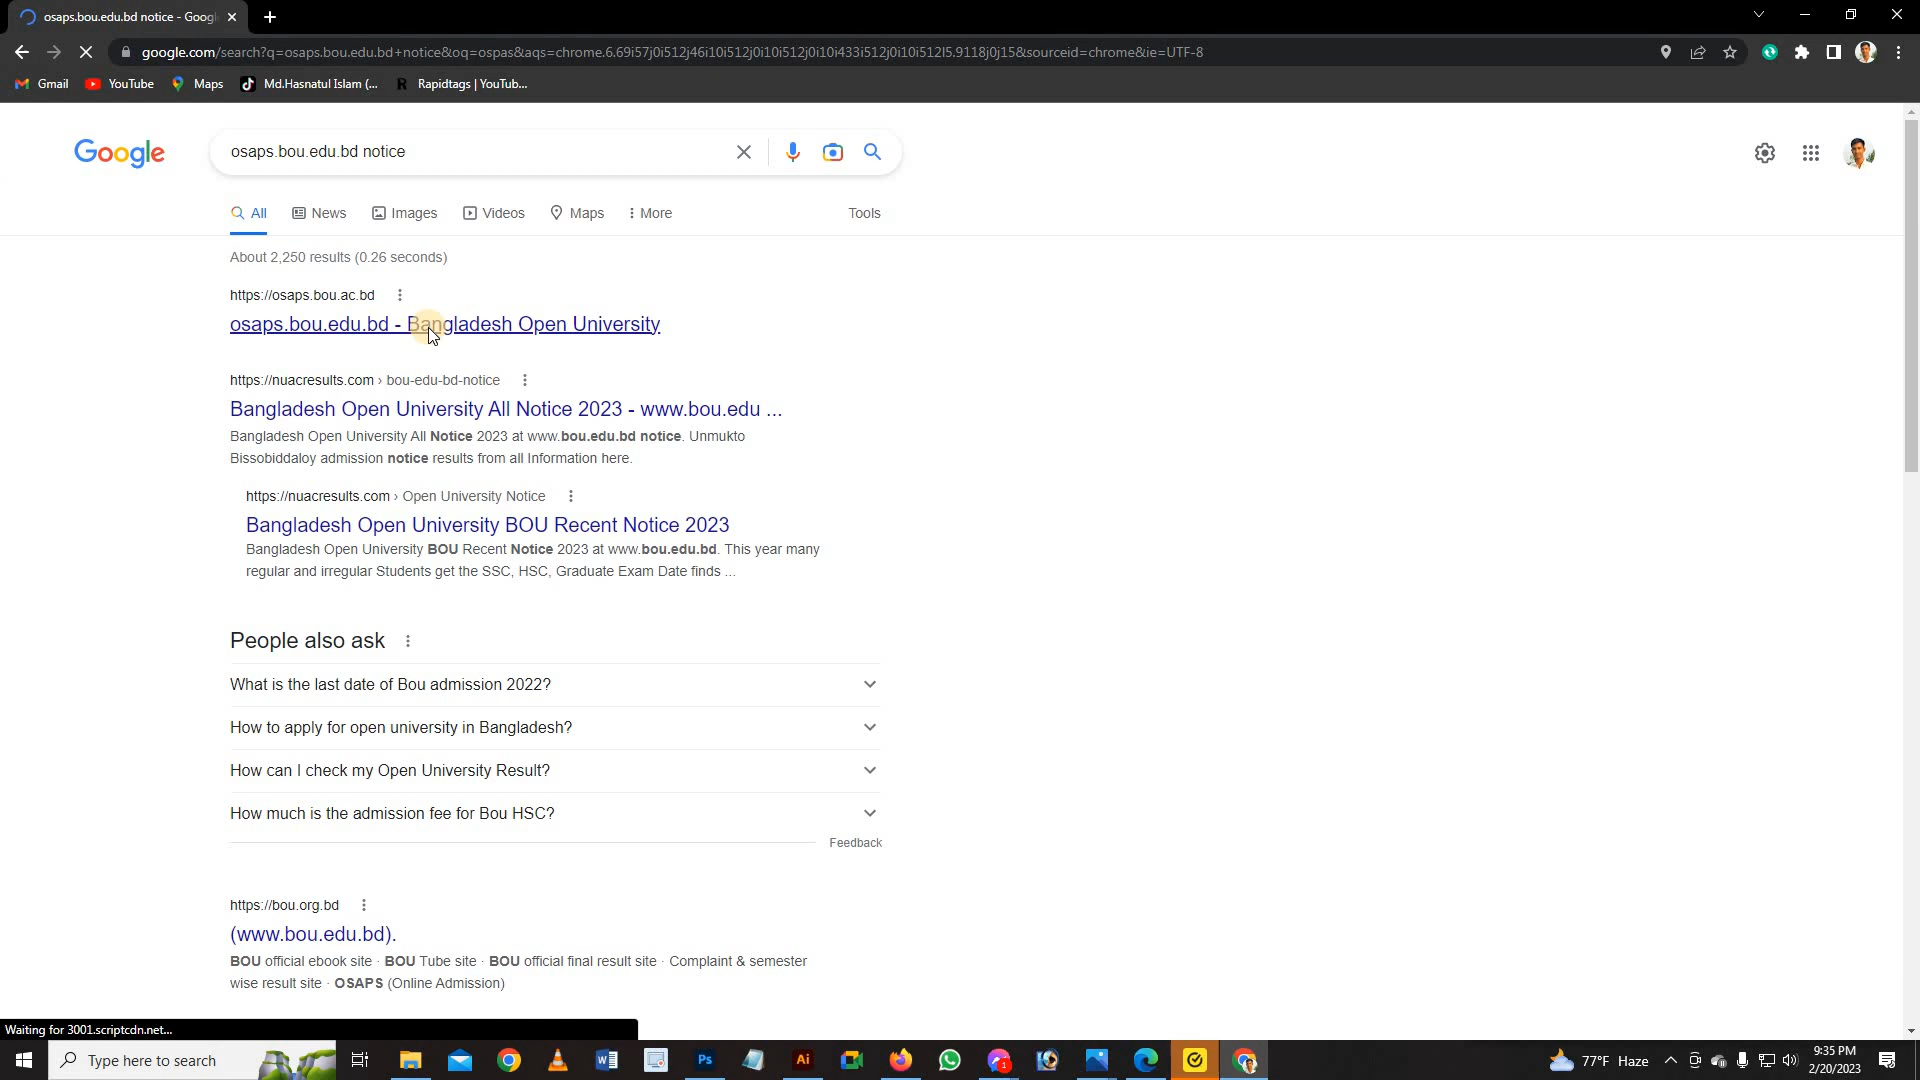 osaps.bou.edu.bd notice - Googl
google.com/search?q=osaps.bou.edu.bd+notice&oq=ospas&aqs=chrome.6.69i57j0i512j46i10i512j0i10i512j0i10i433i512j0i10i512l5.9118j0j15&sourceid=chrome&ie=UTF-8
Gmail YouTube Maps Md.Hasnatul Islam (... Rapidtags | YouTub...
Google osaps.bou.edu.bd notice
All News Images Videos Maps More Tools
About 2,250 results (0.26 seconds)
https://osaps.bou.ac.bd
osaps.bou.edu.bd - Bangladesh Open University
https://nuacresults.com › bou-edu-bd-notice
Bangladesh Open University All Notice 2023 - www.bou.edu ...
Bangladesh Open University All Notice 2023 at www.bou.edu.bd notice. Unmukto
Bissobiddaloy admission notice results from all Information here.
https://nuacresults.com › Open University Notice
Bangladesh Open University BOU Recent Notice 2023
Bangladesh Open University BOU Recent Notice 2023 at www.bou.edu.bd. This year many
regular and irregular Students get the SSC, HSC, Graduate Exam Date finds ...
People also ask
What is the last date of Bou admission 2022?
How to apply for open university in Bangladesh?
How can I check my Open University Result?
How much is the admission fee for Bou HSC?
Feedback
https://bou.org.bd
(www.bou.edu.bd).
BOU official ebook site · BOU Tube site · BOU official final result site · Complaint & semester
wise result site · OSAPS (Online Admission)
Waiting for 3001.scriptcdn.net...
Type here to search
Ps
Ai
1
77°F Haze
9:35 PM
2/20/2023